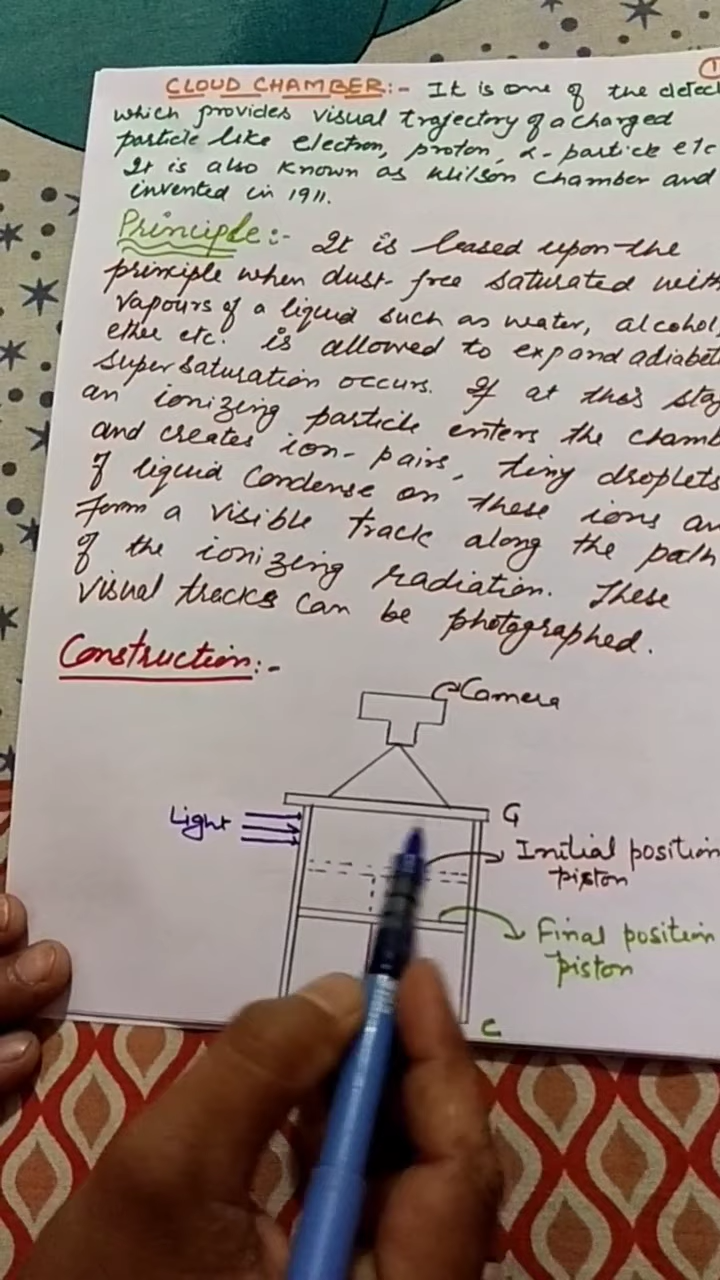 CLOUD CHAMBER:- It is one of the detec
which provides visual trajectory of a charged
particle like electron, proton, α- particle etc
It is also known as Wilson Chamber and
invented in 1911.
Principle:- It is based upon the
principle when dust-free saturated with
vapours of a liquid such as water, alcohol,
ether etc. is allowed to expand adiabat
supersaturation occurs. If at this sta
an ionizing particle enters the chamb
and creates ion-pairs, tiny droplets
of liquid condense on these ions an
form a visible track along the path
of the ionizing radiation. These
visual tracks can be photographed.
Construction:-
Camera
Light
G
Initial position
piston
Final position
piston
C